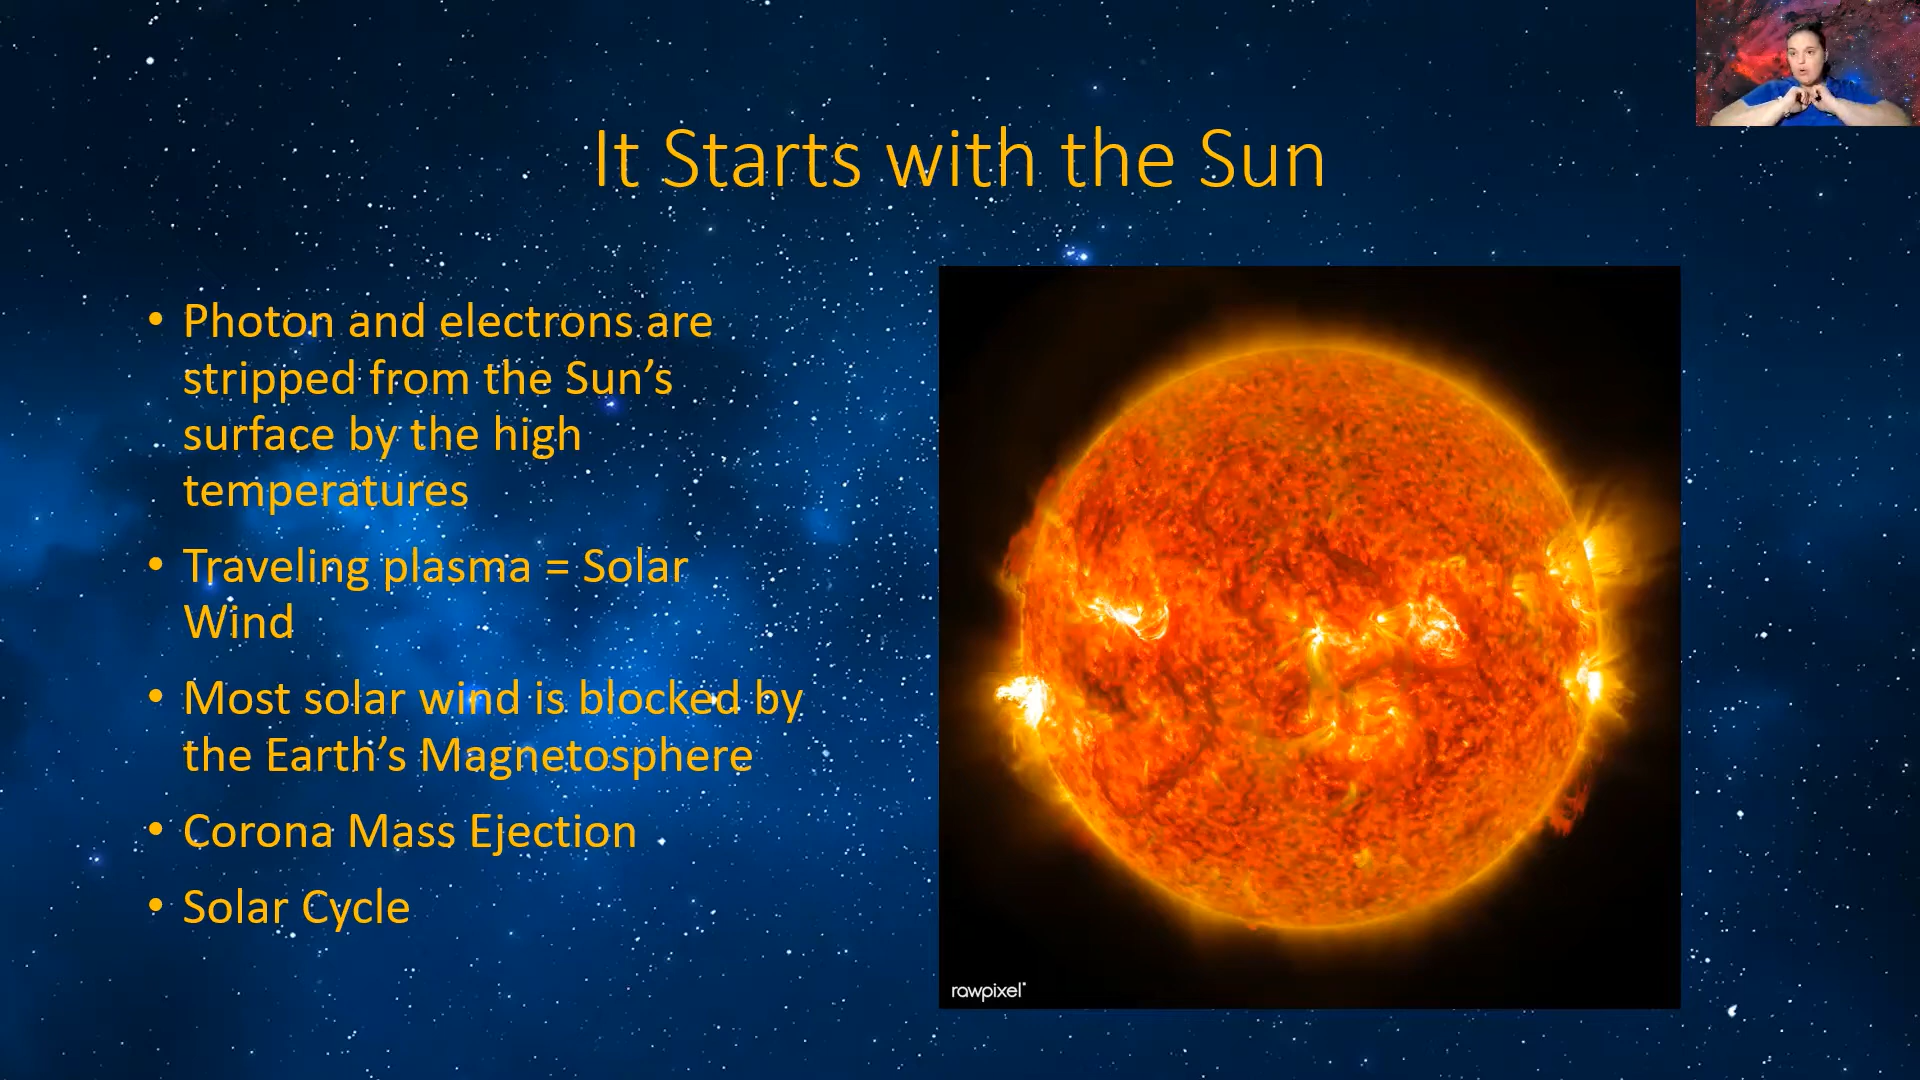 It Starts with the Sun
• Photon and electrons are
stripped from the Sun's
surface by the high
temperatures
• Traveling plasma = Solar
Wind
• Most solar wind is blocked by
the Earth's Magnetosphere
• Corona Mass Ejection
• Solar Cycle
rawpixel